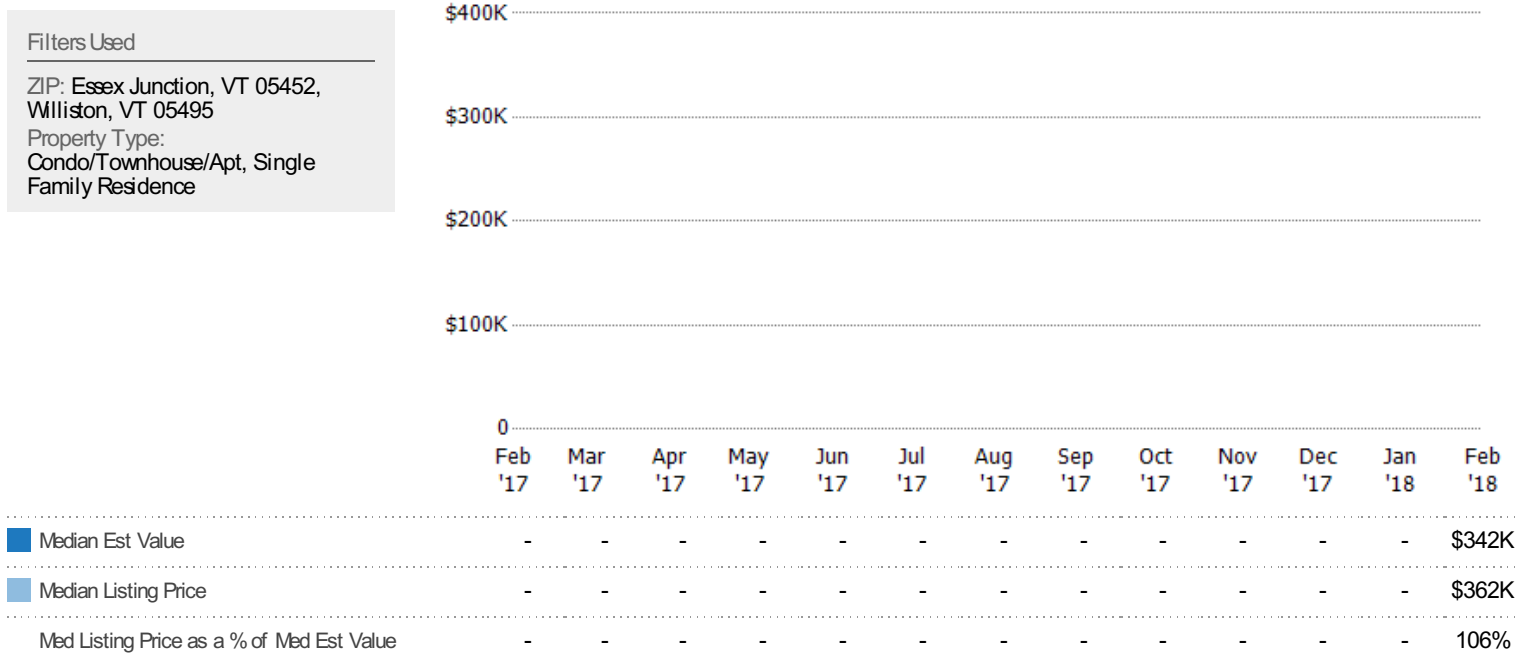 Filters Used
ZIP: Essex Junction, VT 05452,
Williston, VT 05495
Property Type:
Condo/Townhouse/Apt, Single
Family Residence
$400K
$300K
$200K
$100K
0
Feb '17 Mar '17 Apr '17 May '17 Jun '17 Jul '17 Aug '17 Sep '17 Oct '17 Nov '17 Dec '17 Jan '18 Feb '18
Median Est Value - - - - - - - - - - - - $342K
Median Listing Price - - - - - - - - - - - - $362K
Med Listing Price as a % of Med Est Value - - - - - - - - - - - - 106%